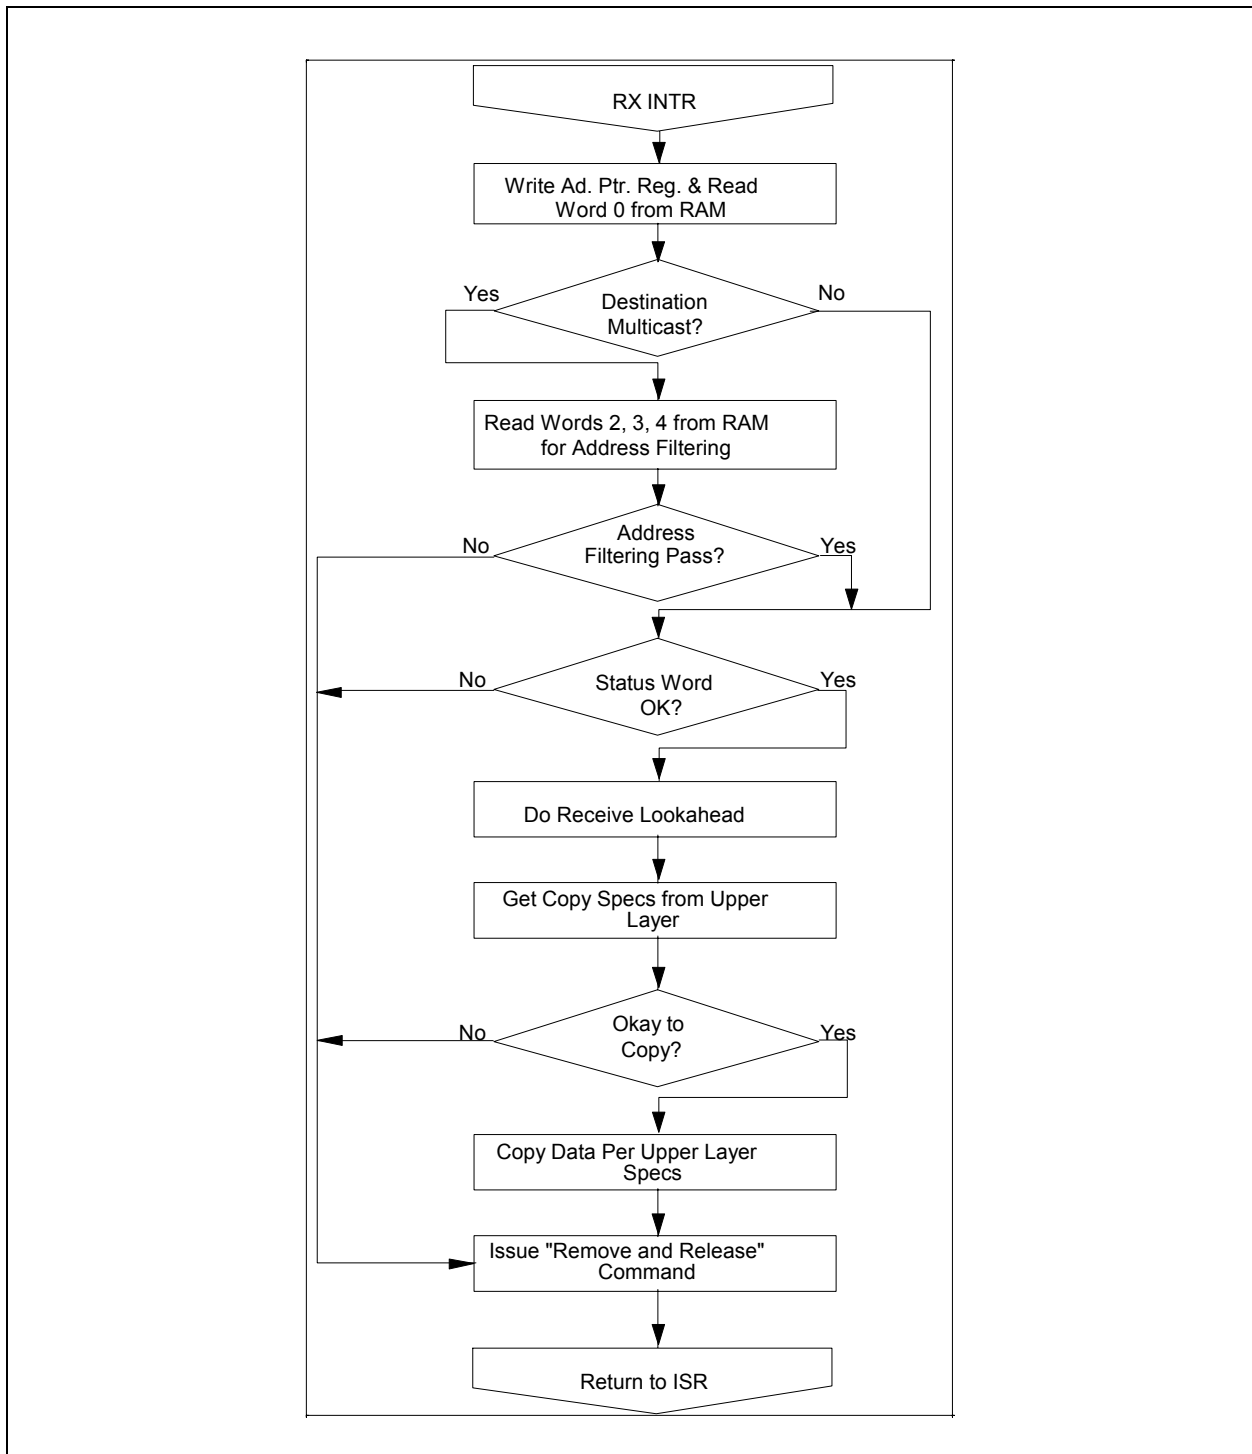 RX INTR
Write Ad. Ptr. Reg. & Read
Word 0 from RAM
Yes
No
Destination
Multicast?
Read Words 2, 3, 4 from RAM
for Address Filtering
No
Address
Filtering Pass?
Yes
No
Status Word
OK?
Yes
Do Receive Lookahead
Get Copy Specs from Upper
Layer
No
Okay to
Copy?
Yes
Copy Data Per Upper Layer
Specs
Issue "Remove and Release"
Command
Return to ISR